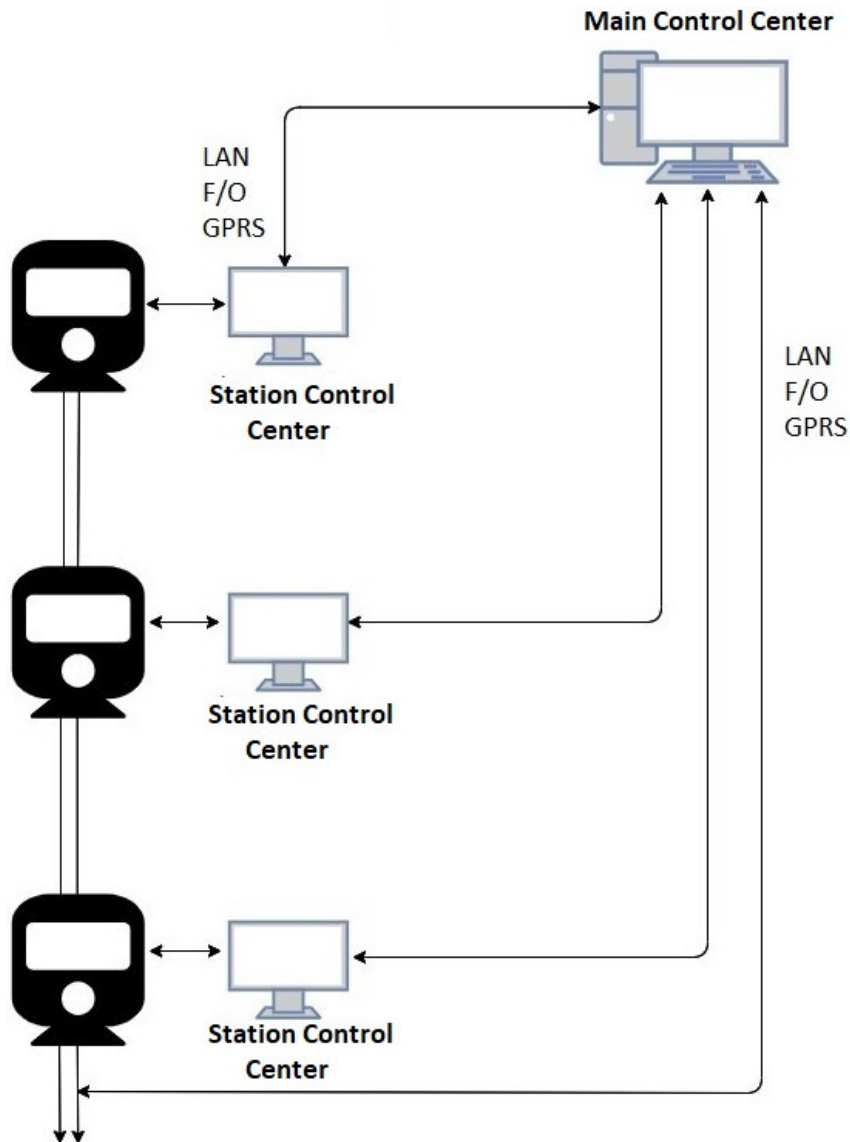 Main Control Center
LAN
F/O
GPRS
LAN
F/O
GPRS
Station Control
Center
Station Control
Center
Station Control
Center